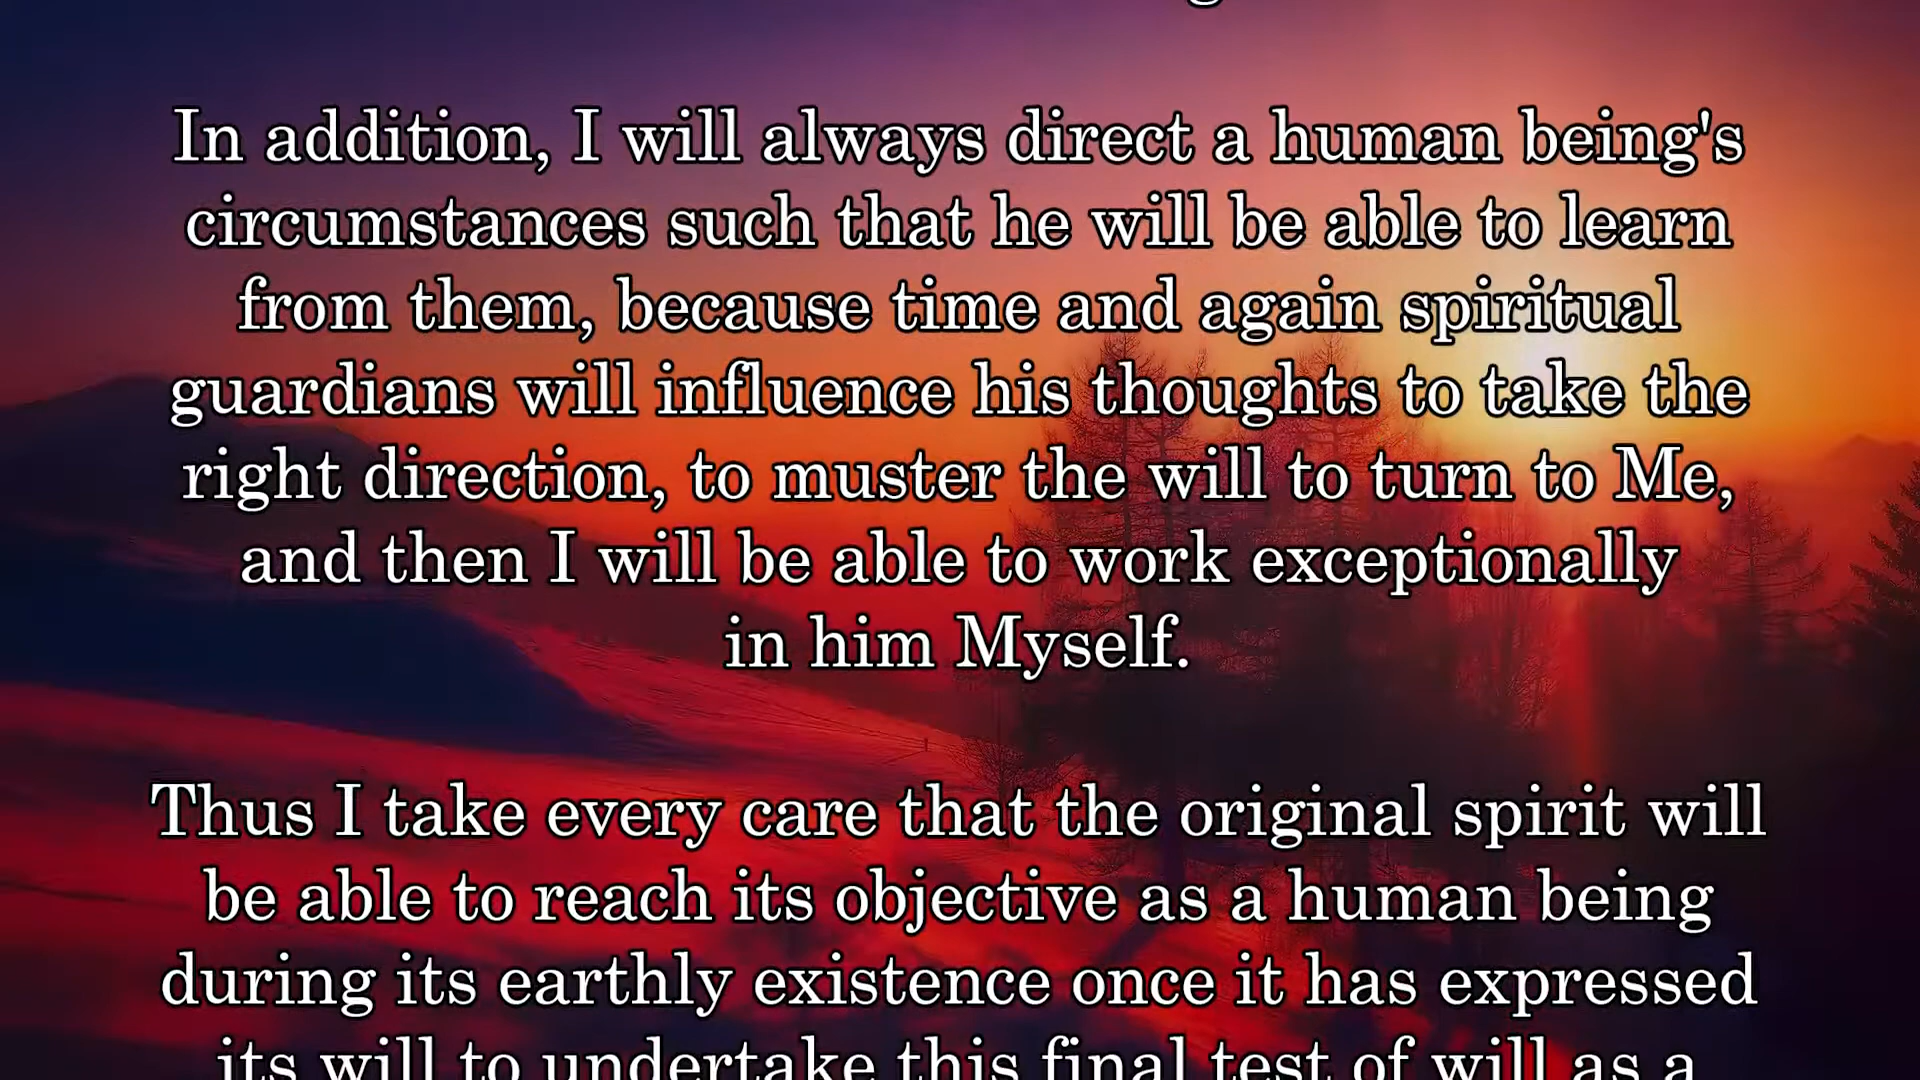 In addition, I will always direct a human being's
circumstances such that he will be able to learn
from them, because time and again spiritual
guardians will influence his thoughts to take the
right direction, to muster the will to turn to Me,
and then I will be able to work exceptionally
in him Myself.
Thus I take every care that the original spirit will
be able to reach its objective as a human being
during its earthly existence once it has expressed
its will to undertake this final test of will as a